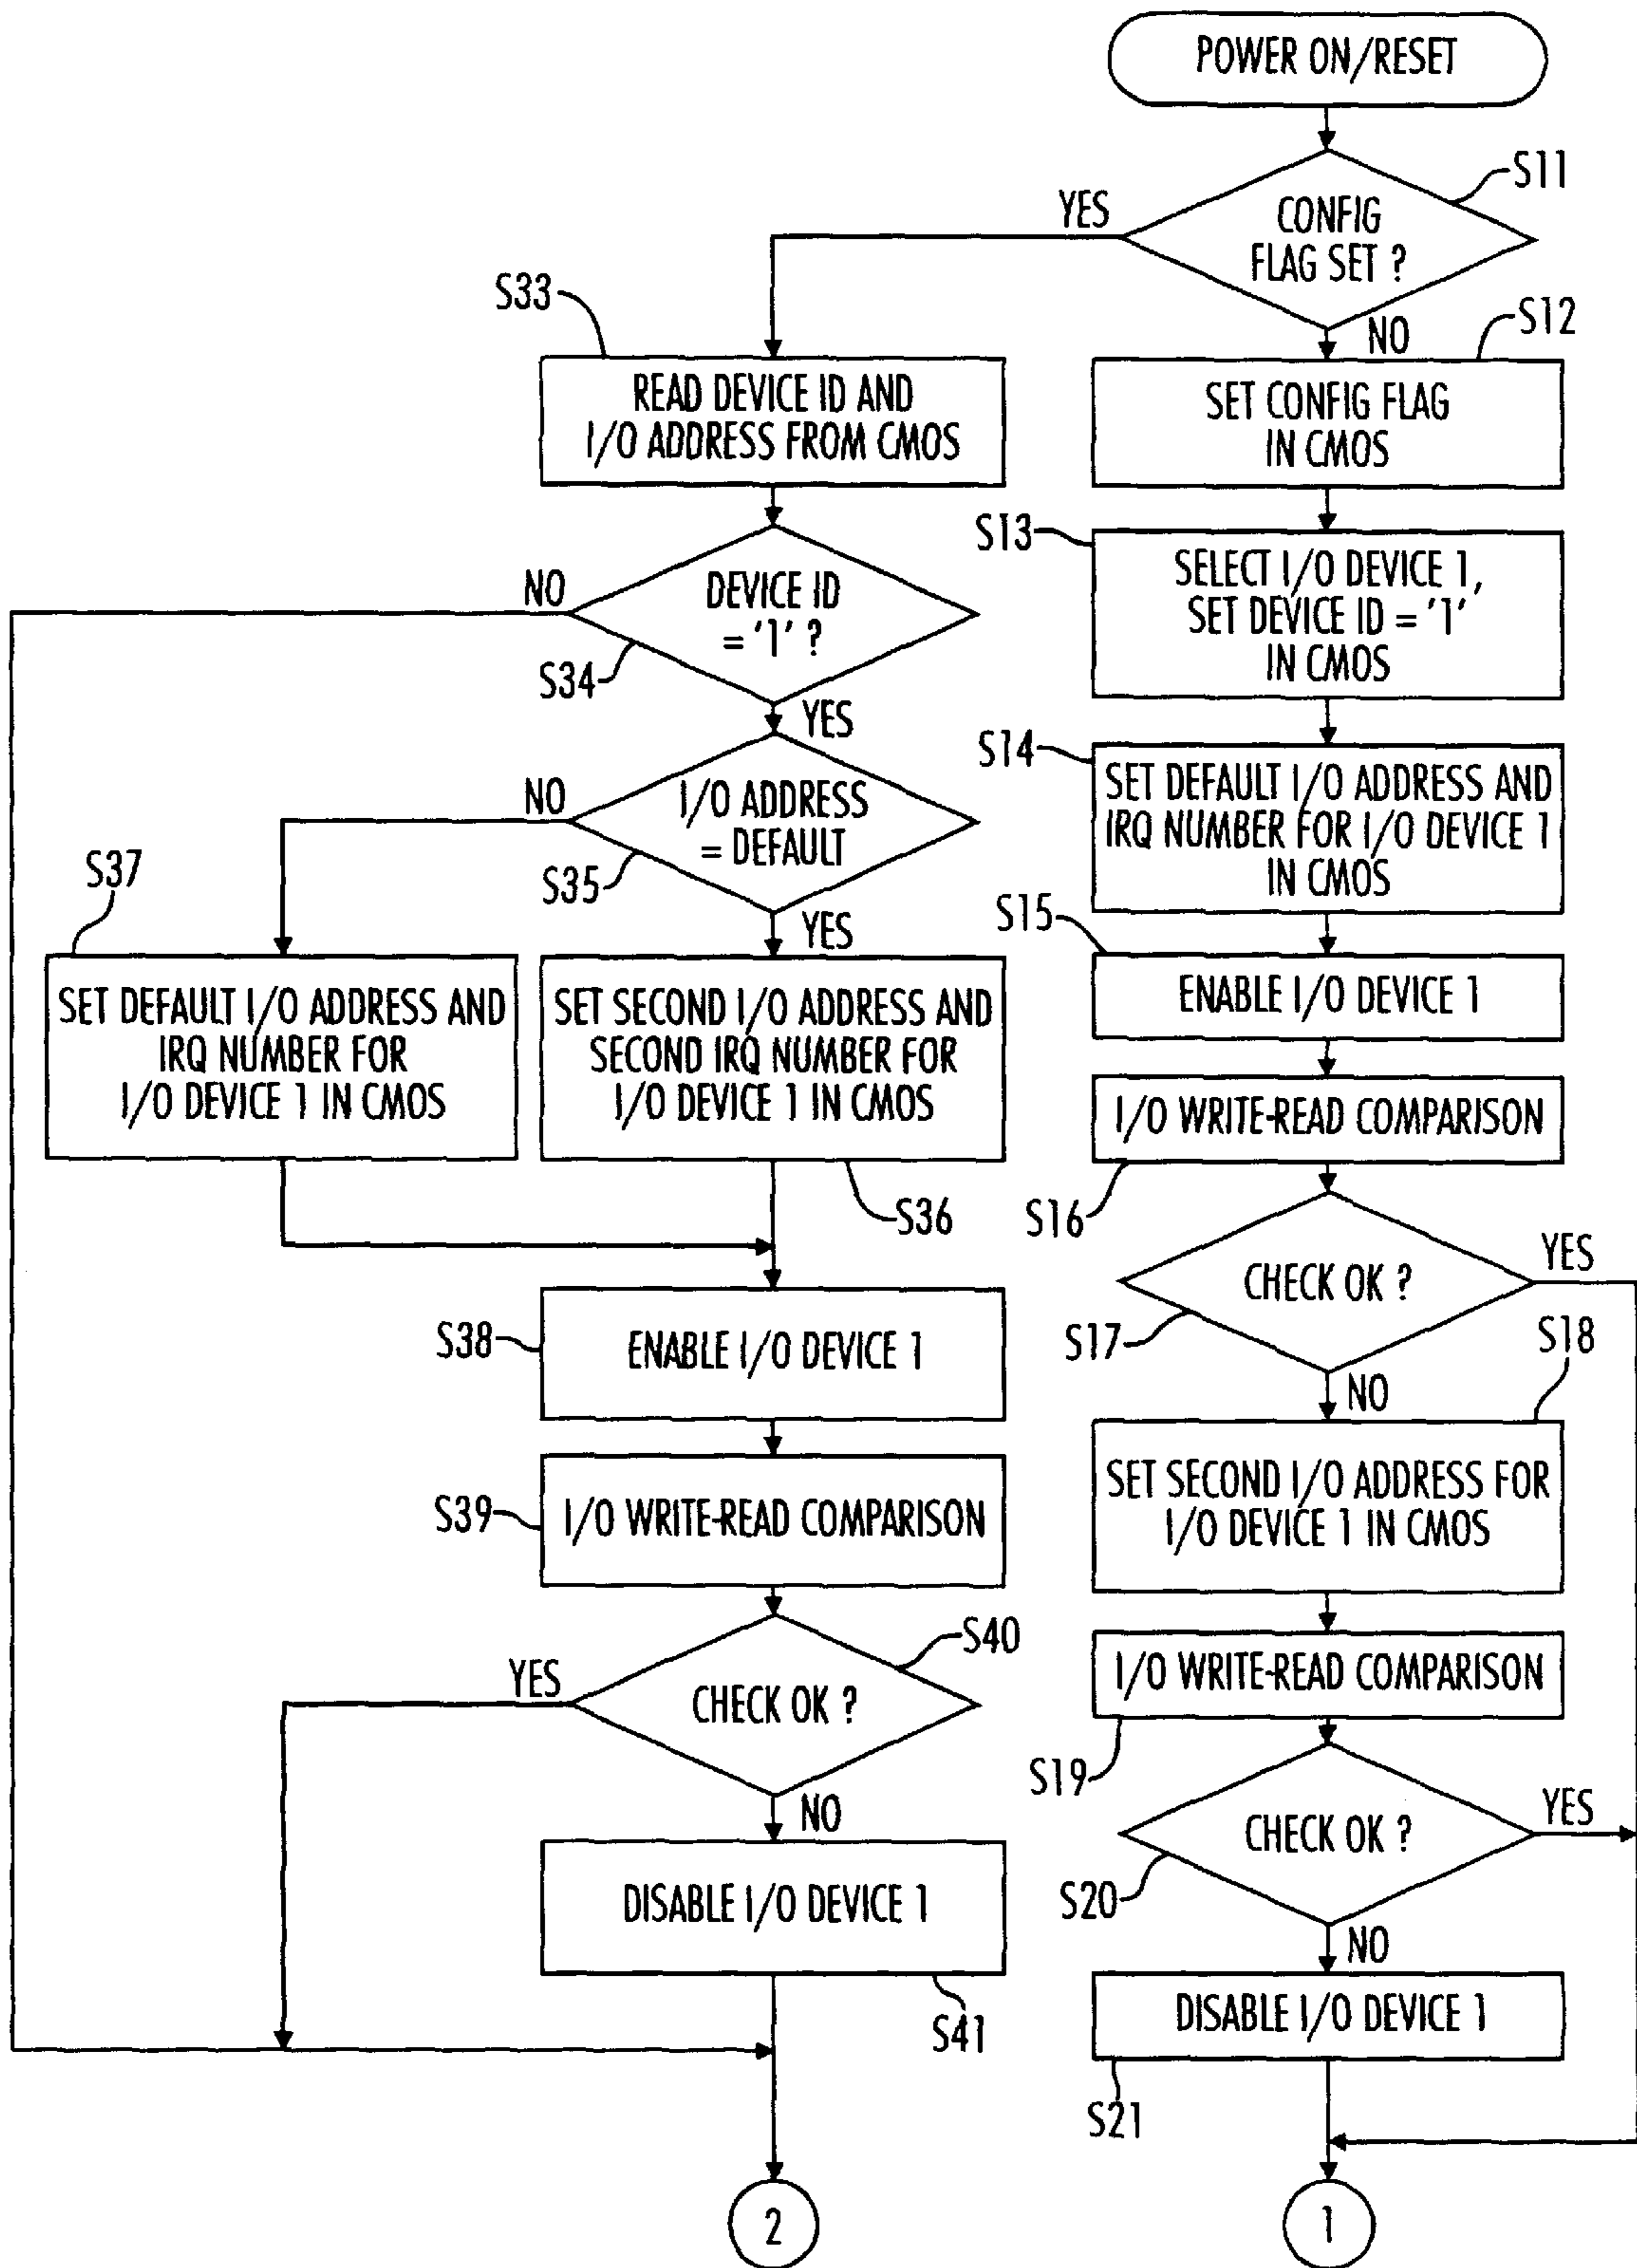 POWER ON/RESET
S11
CONFIG
FLAG SET ?
YES
NO
S33
READ DEVICE ID AND
I/O ADDRESS FROM CMOS
S12
SET CONFIG FLAG
IN CMOS
S13
SELECT I/O DEVICE 1,
SET DEVICE ID = '1'
IN CMOS
NO
DEVICE ID
= '1' ?
S34
YES
S14
SET DEFAULT I/O ADDRESS AND
IRQ NUMBER FOR I/O DEVICE 1
IN CMOS
NO
I/O ADDRESS
= DEFAULT
S35
YES
S37
SET DEFAULT I/O ADDRESS AND
IRQ NUMBER FOR
I/O DEVICE 1 IN CMOS
SET SECOND I/O ADDRESS AND
SECOND IRQ NUMBER FOR
I/O DEVICE 1 IN CMOS
S36
S15
ENABLE I/O DEVICE 1
I/O WRITE-READ COMPARISON
S16
CHECK OK ?
YES
S17
NO
S18
S38
ENABLE I/O DEVICE 1
SET SECOND I/O ADDRESS FOR
I/O DEVICE 1 IN CMOS
S39
I/O WRITE-READ COMPARISON
I/O WRITE-READ COMPARISON
S19
S40
YES
CHECK OK ?
NO
CHECK OK ?
YES
S20
NO
DISABLE I/O DEVICE 1
S41
DISABLE I/O DEVICE 1
S21
2
1